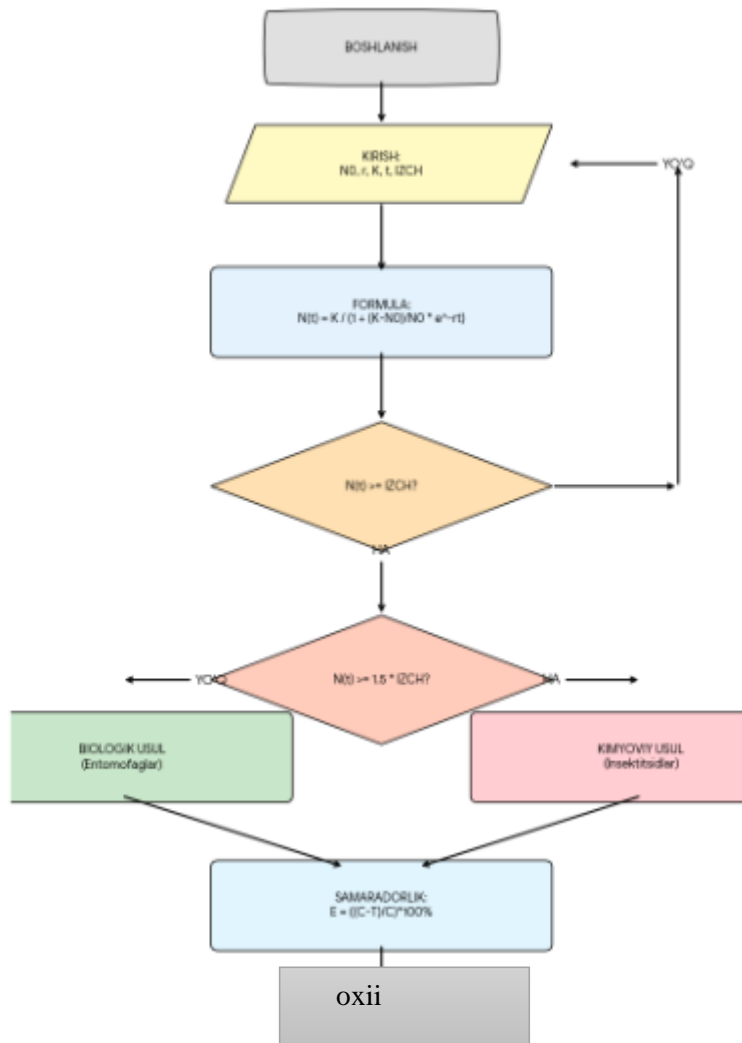 BOSHLANISH
KIRISH:
N0, r, K, t, IZCH
YO'Q
FORMULA:
N(t) = K / (1 + (K-N0)/N0 * e^-rt)
N(t) >= IZCH?
HA
YO'Q
N(t) >= 1.5 * IZCH?
HA
BIOLOGIK USUL
(Entomofaglar)
KIMYOVIY USUL
(Insektitsidlar)
SAMARADORLIK:
E = ((C-T)/C)*100%
oxii